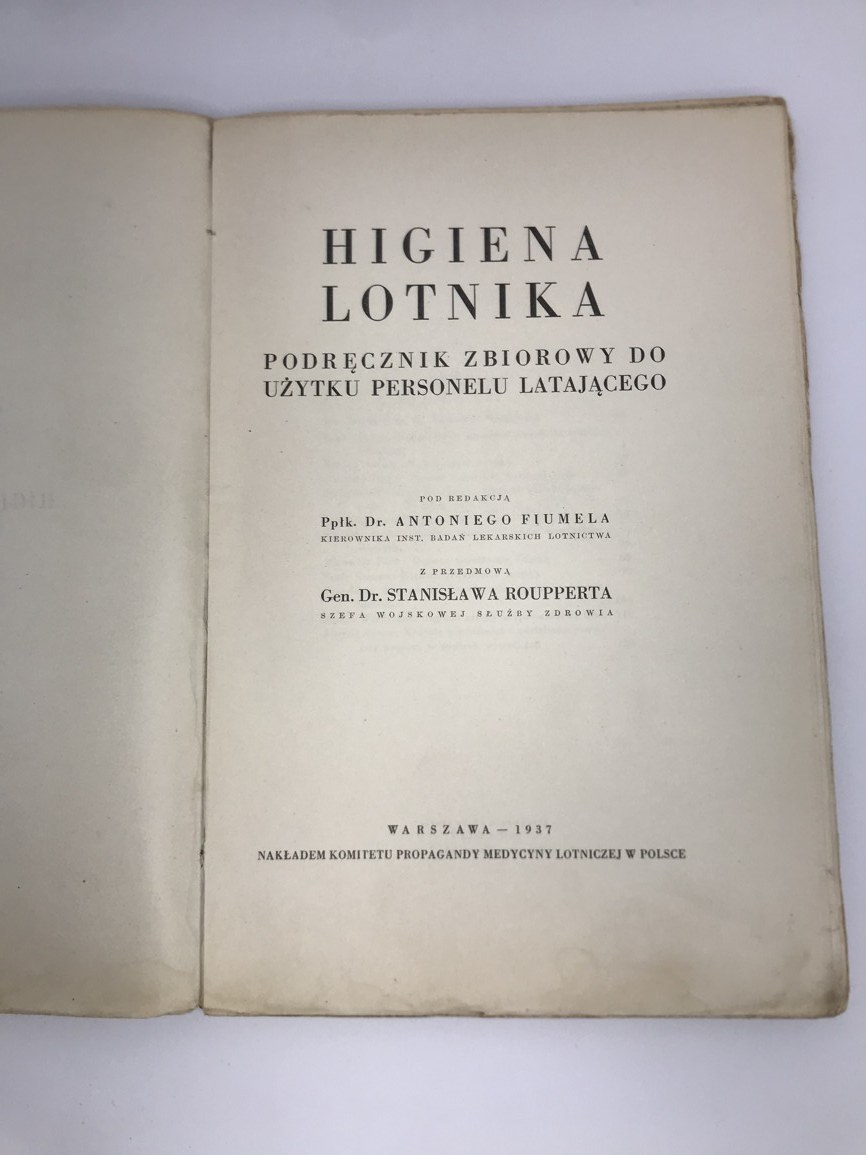 HIGIENA
LOTNIKA
PODRĘCZNIK ZBIOROWY DO
UŻYTKU PERSONELU LATAJĄCEGO
POD REDAKCJĄ
Ppłk. Dr. ANTONIEGO FIUMELA
KIEROWNIKA INST. BADAŃ LEKARSKICH LOTNICTWA
Z PRZEDMOWĄ
Gen. Dr. STANISŁAWA ROUPPERTA
SZEFA WOJSKOWEJ SŁUŻBY ZDROWIA
WARSZAWA — 1937
NAKŁADEM KOMITETU PROPAGANDY MEDYCYNY LOTNICZEJ W POLSCE